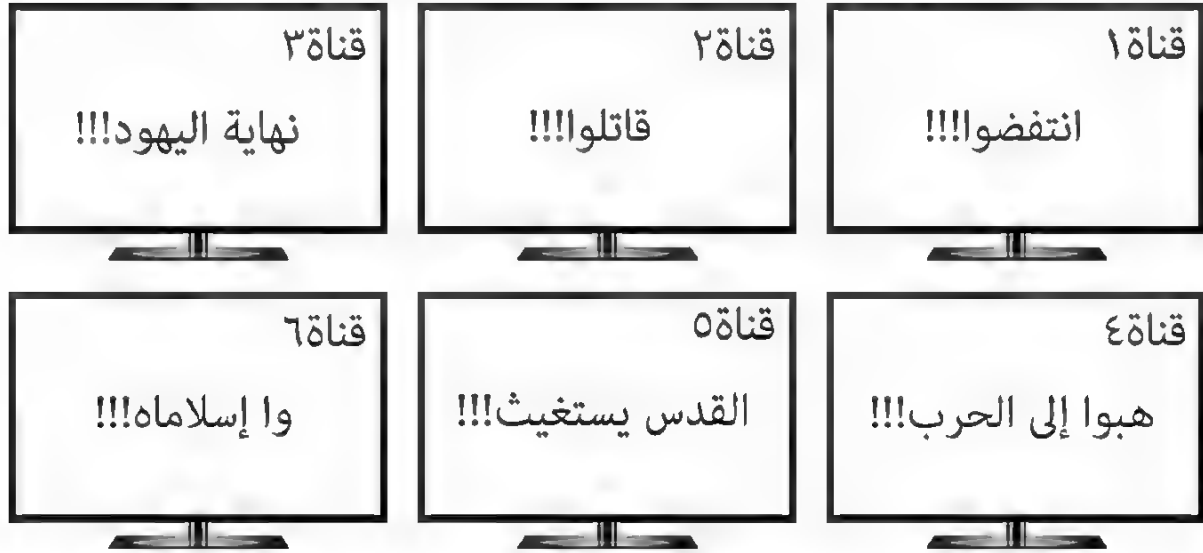 قناة١
انتفضوا!!!
قناة٢
قاتلوا!!!
قناة٣
نهاية اليهود!!!
قناة٤
هبوا إلى الحرب!!!
قناة٥
القدس يستغيث!!!
قناة٦
وا إسلاماه!!!